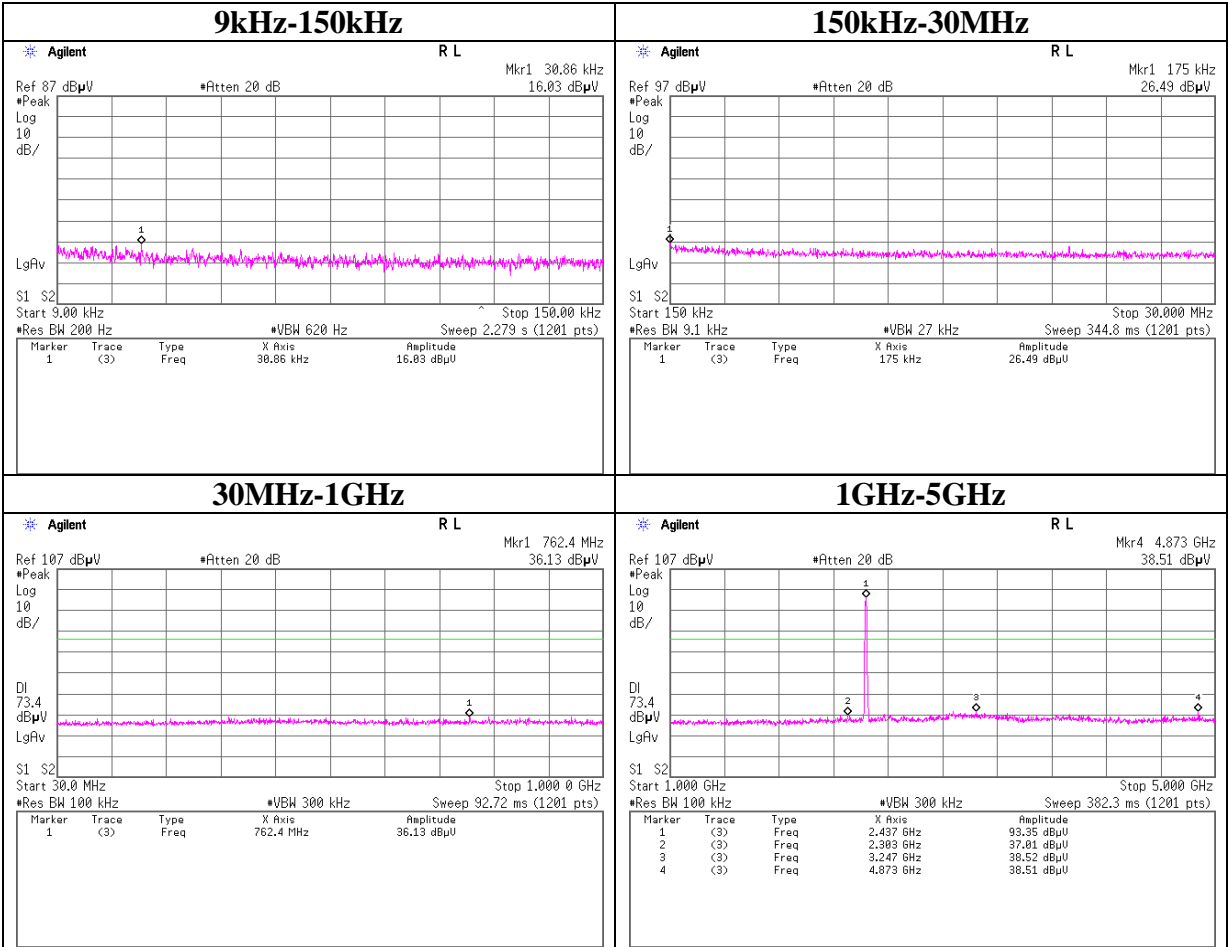 9kHz-150kHz
Agilent R L
Mkr1 30.86 kHz
Ref 87 dBµV #Atten 20 dB 16.03 dBµV
#Peak
Log
10
dB/
1
LgAv
S1 S2
Start 9.00 kHz ^ Stop 150.00 kHz
#Res BW 200 Hz #VBW 620 Hz Sweep 2.279 s (1201 pts)
Marker Trace Type X Axis Amplitude
1 (3) Freq 30.86 kHz 16.03 dBµV
150kHz-30MHz
Agilent R L
Mkr1 175 kHz
Ref 97 dBµV #Atten 20 dB 26.49 dBµV
#Peak
Log
10
dB/
1
LgAv
S1 S2
Start 150 kHz Stop 30.000 MHz
#Res BW 9.1 kHz #VBW 27 kHz Sweep 344.8 ms (1201 pts)
Marker Trace Type X Axis Amplitude
1 (3) Freq 175 kHz 26.49 dBµV
30MHz-1GHz
Agilent R L
Mkr1 762.4 MHz
Ref 107 dBµV #Atten 20 dB 36.13 dBµV
#Peak
Log
10
dB/
DI
73.4
dBµV
1
LgAv
S1 S2
Start 30.0 MHz Stop 1.000 0 GHz
#Res BW 100 kHz #VBW 300 kHz Sweep 92.72 ms (1201 pts)
Marker Trace Type X Axis Amplitude
1 (3) Freq 762.4 MHz 36.13 dBµV
1GHz-5GHz
Agilent R L
Mkr4 4.873 GHz
Ref 107 dBµV #Atten 20 dB 38.51 dBµV
#Peak
1
Log
10
dB/
DI
73.4
2 3 4
dBµV
LgAv
S1 S2
Start 1.000 GHz Stop 5.000 GHz
#Res BW 100 kHz #VBW 300 kHz Sweep 382.3 ms (1201 pts)
Marker Trace Type X Axis Amplitude
1 (3) Freq 2.437 GHz 93.35 dBµV
2 (3) Freq 2.303 GHz 37.01 dBµV
3 (3) Freq 3.247 GHz 38.52 dBµV
4 (3) Freq 4.873 GHz 38.51 dBµV